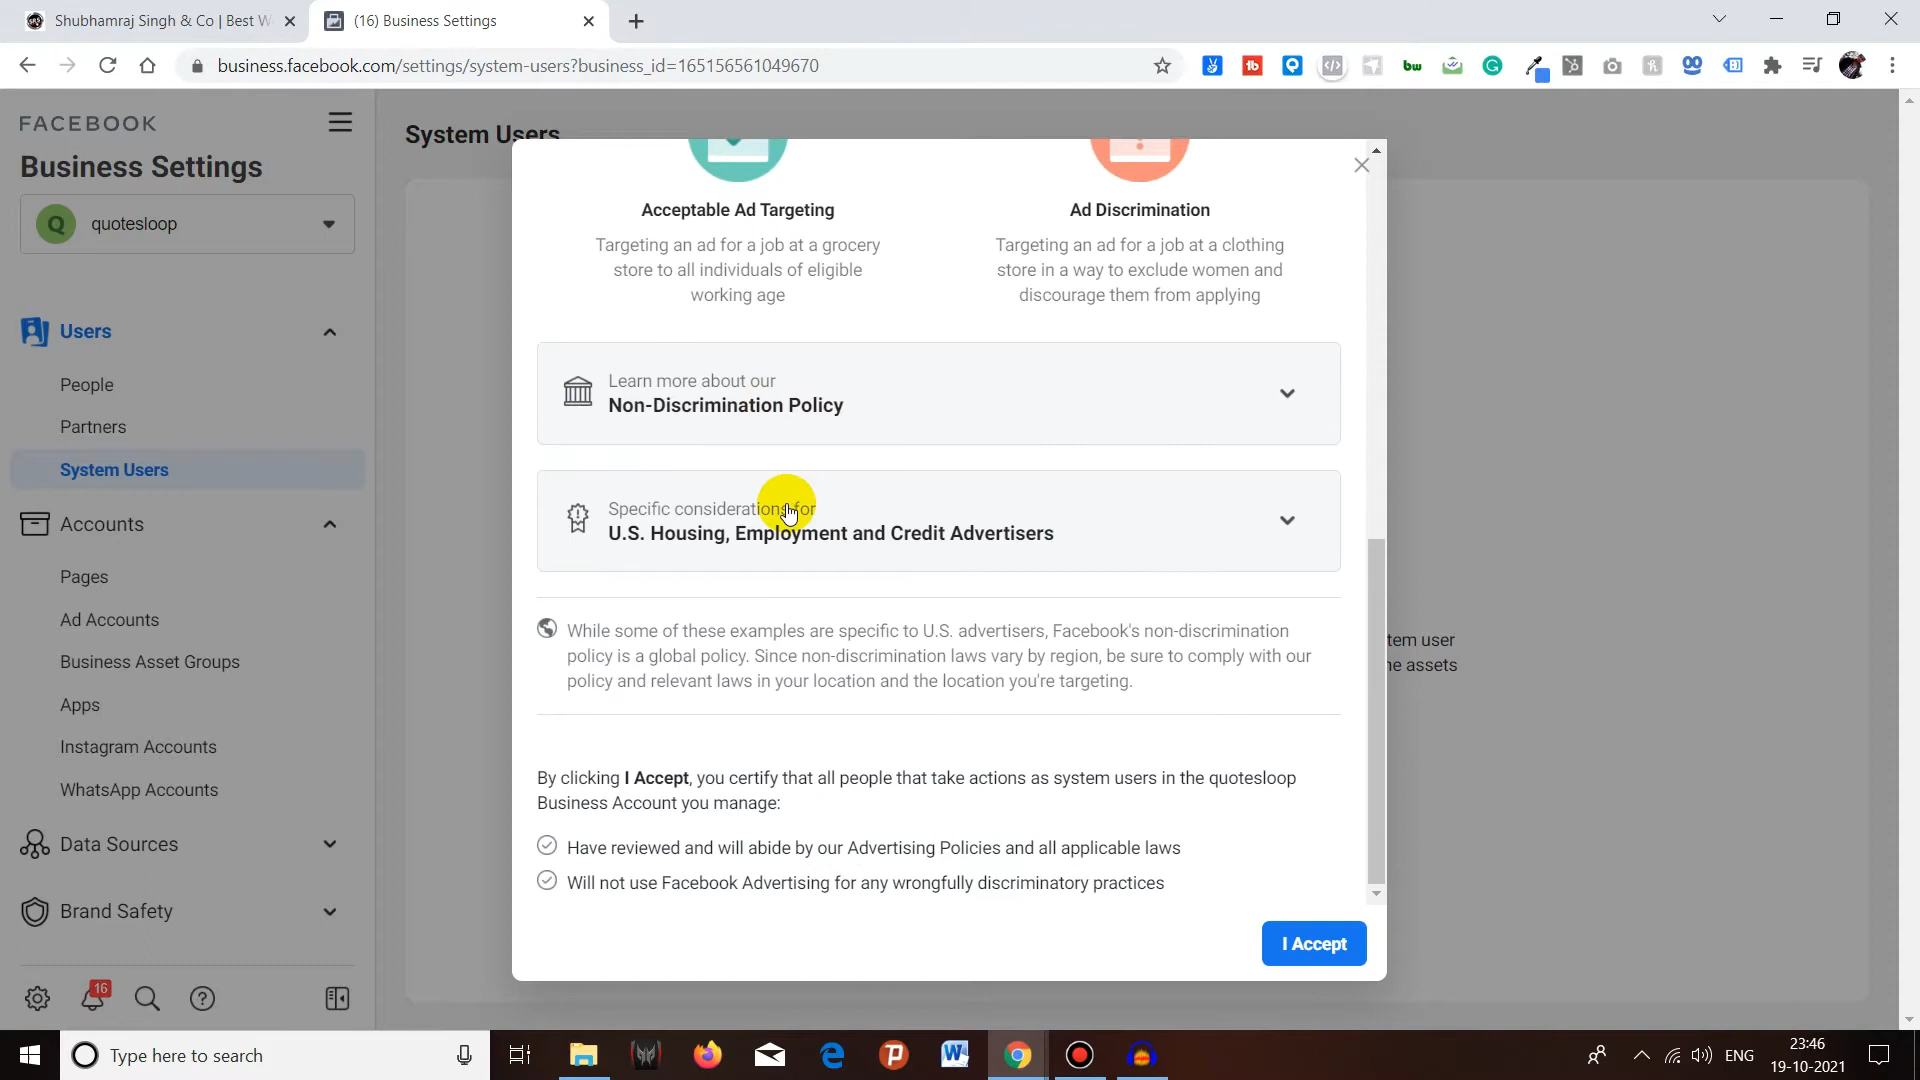 Shubhamraj Singh & Co | Best W
(16) Business Settings
business.facebook.com/settings/system-users?business_id=165156561049670
FACEBOOK
Business Settings
Q
quotesloop
Users
People
Partners
System Users
Accounts
Pages
Ad Accounts
Business Asset Groups
Apps
Instagram Accounts
WhatsApp Accounts
Data Sources
Brand Safety
16
System Users
Acceptable Ad Targeting
Targeting an ad for a job at a grocery
store to all individuals of eligible
working age
Ad Discrimination
Targeting an ad for a job at a clothing
store in a way to exclude women and
discourage them from applying
Learn more about our
Non-Discrimination Policy
Specific considerations for
U.S. Housing, Employment and Credit Advertisers
While some of these examples are specific to U.S. advertisers, Facebook's non-discrimination
policy is a global policy. Since non-discrimination laws vary by region, be sure to comply with our
policy and relevant laws in your location and the location you're targeting.
tem user
he assets
By clicking I Accept, you certify that all people that take actions as system users in the quotesloop
Business Account you manage:
Have reviewed and will abide by our Advertising Policies and all applicable laws
Will not use Facebook Advertising for any wrongfully discriminatory practices
I Accept
Type here to search
ENG
23:46
19-10-2021